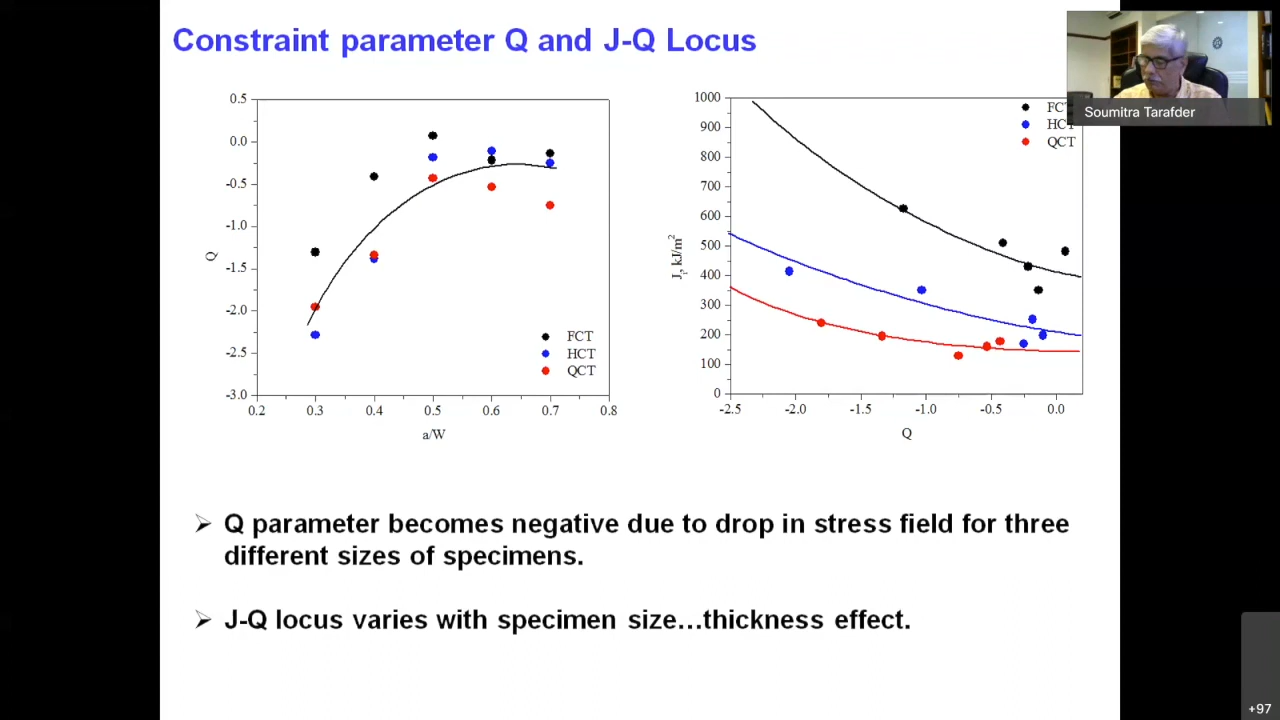 Constraint parameter Q and J-Q Locus
Soumitra Tarafder
0.5
0.0
-0.5
-1.0
-1.5
-2.0
-2.5
-3.0
Q
0.2 0.3 0.4 0.5 0.6 0.7 0.8
a/W
FCT
HCT
QCT
1000
900
800
700
600
500
400
300
200
100
0
J_i, kJ/m²
-2.5 -2.0 -1.5 -1.0 -0.5 0.0
Q
HCT
QCT
➢ Q parameter becomes negative due to drop in stress field for three
different sizes of specimens.
➢ J-Q locus varies with specimen size…thickness effect.
+97